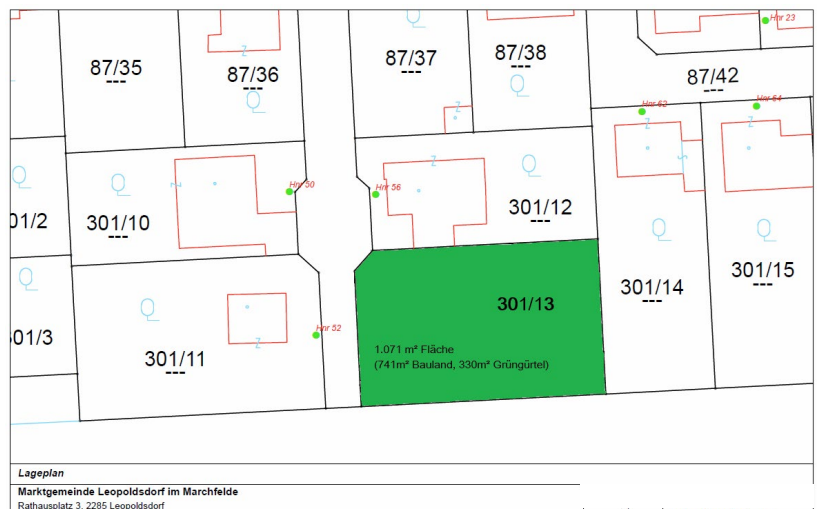 Hnr 23
87/35
---
87/36
---
87/37
---
87/38
---
87/42
---
Hnr 62
Hnr 64
Hnr 50
Hnr 56
01/2
---
301/10
---
301/12
---
301/13
301/14
---
301/15
---
Hnr 52
01/3
301/11
---
1.071 m² Fläche
(741m² Bauland, 330m² Grüngürtel)
Lageplan
Marktgemeinde Leopoldsdorf im Marchfelde
Rathausplatz 3, 2285 Leopoldsdorf